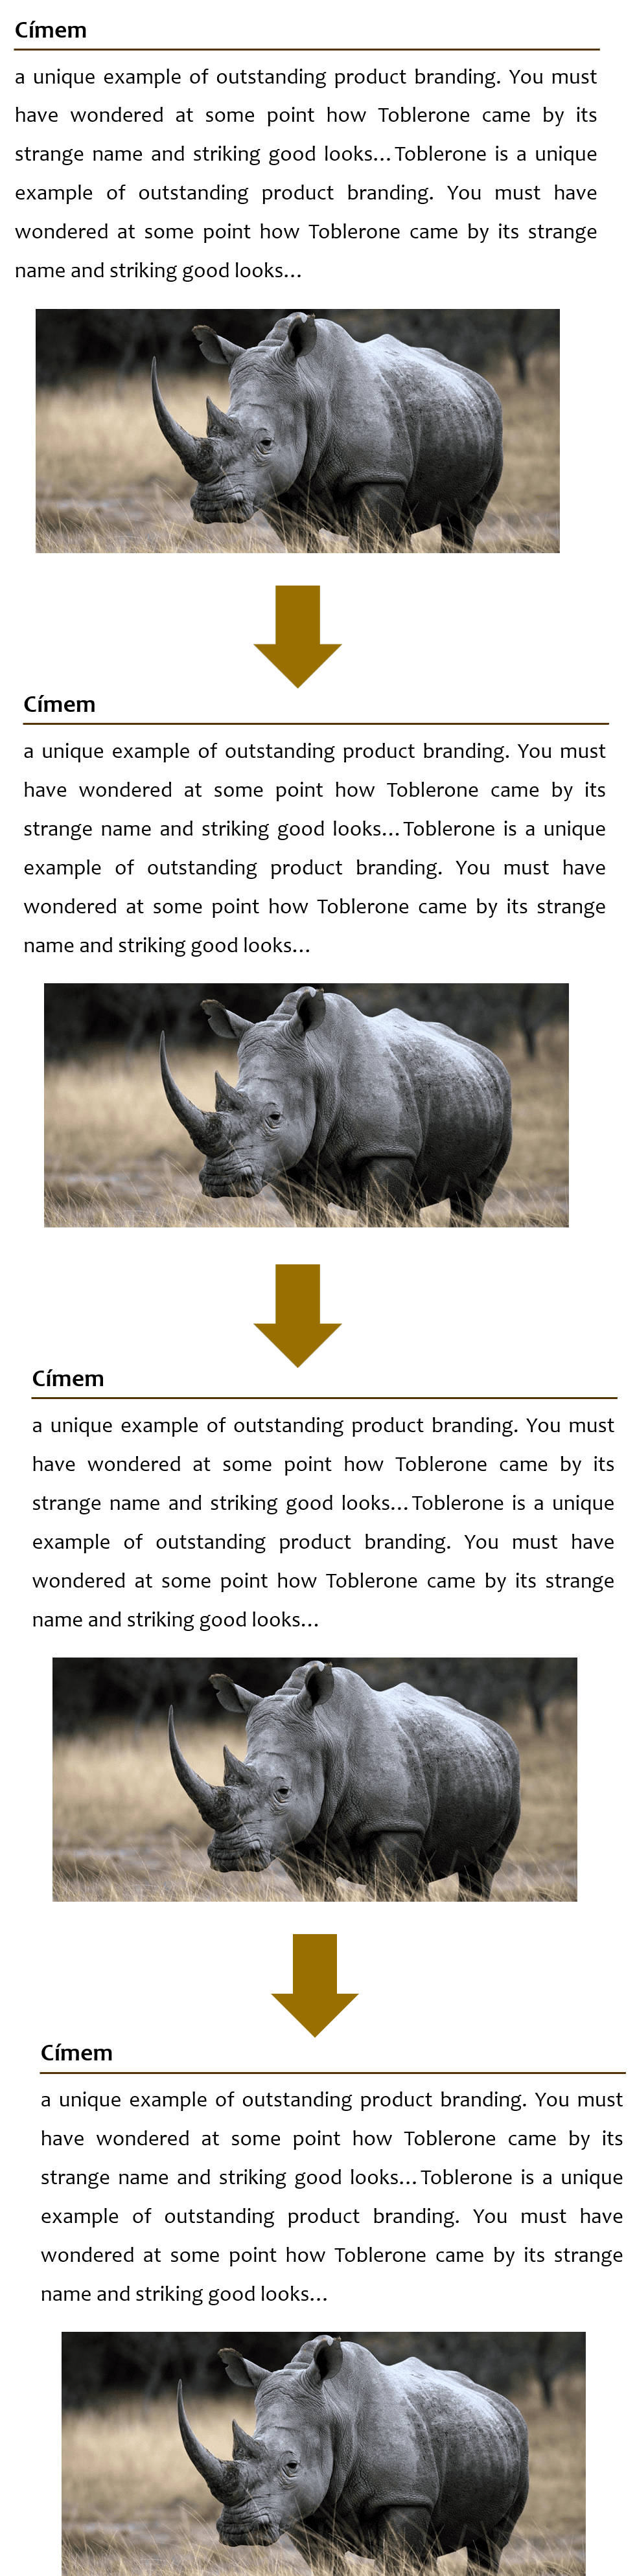 Címem
a unique example of outstanding product branding. You must
have wondered at some point how Toblerone came by its
strange name and striking good looks...Toblerone is a unique
example of outstanding product branding. You must have
wondered at some point how Toblerone came by its strange
name and striking good looks...
Címem
a unique example of outstanding product branding. You must
have wondered at some point how Toblerone came by its
strange name and striking good looks...Toblerone is a unique
example of outstanding product branding. You must have
wondered at some point how Toblerone came by its strange
name and striking good looks...
Címem
a unique example of outstanding product branding. You must
have wondered at some point how Toblerone came by its
strange name and striking good looks...Toblerone is a unique
example of outstanding product branding. You must have
wondered at some point how Toblerone came by its strange
name and striking good looks...
Címem
a unique example of outstanding product branding. You must
have wondered at some point how Toblerone came by its
strange name and striking good looks...Toblerone is a unique
example of outstanding product branding. You must have
wondered at some point how Toblerone came by its strange
name and striking good looks...